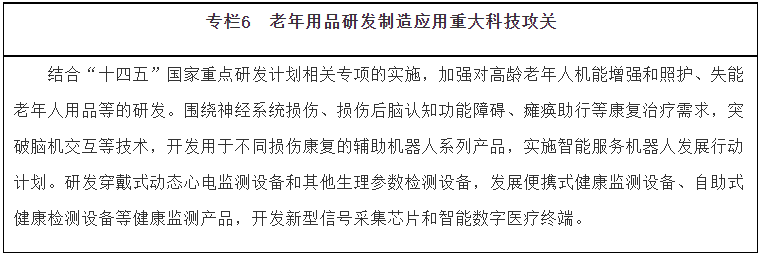 专栏6 老年用品研发制造应用重大科技攻关
结合“十四五”国家重点研发计划相关专项的实施，加强对高龄老年人机能增强和照护、失能
老年人用品等的研发。围绕神经系统损伤、损伤后脑认知功能障碍、瘫痪助行等康复治疗需求，突
破脑机交互等技术，开发用于不同损伤康复的辅助机器人系列产品，实施智能服务机器人发展行动
计划。研发穿戴式动态心电监测设备和其他生理参数检测设备，发展便携式健康监测设备、自助式
健康检测设备等健康监测产品，开发新型信号采集芯片和智能数字医疗终端。